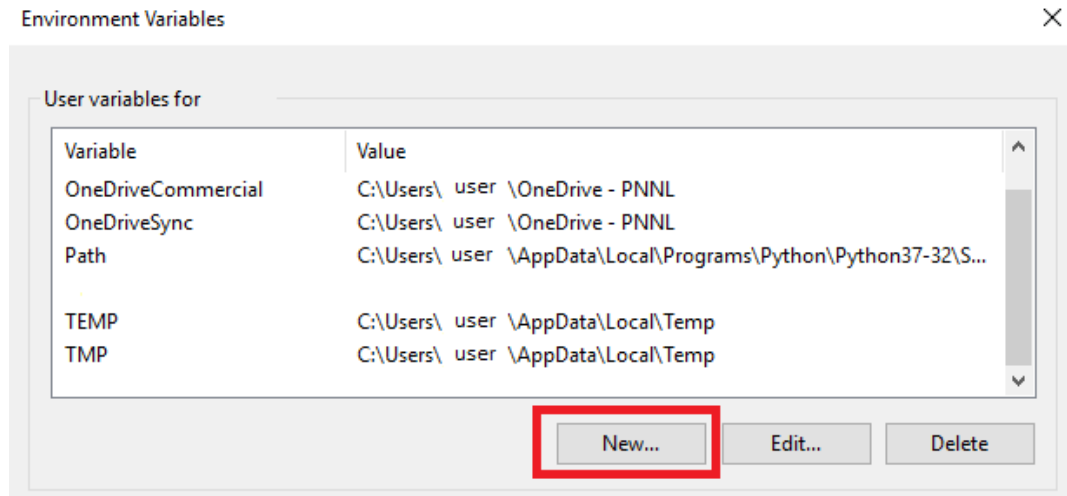 Environment Variables
User variables for
Variable Value
OneDriveCommercial C:\Users\ user \OneDrive - PNNL
OneDriveSync C:\Users\ user \OneDrive - PNNL
Path C:\Users\ user \AppData\Local\Programs\Python\Python37-32\S...
TEMP C:\Users\ user \AppData\Local\Temp
TMP C:\Users\ user \AppData\Local\Temp
New... Edit... Delete